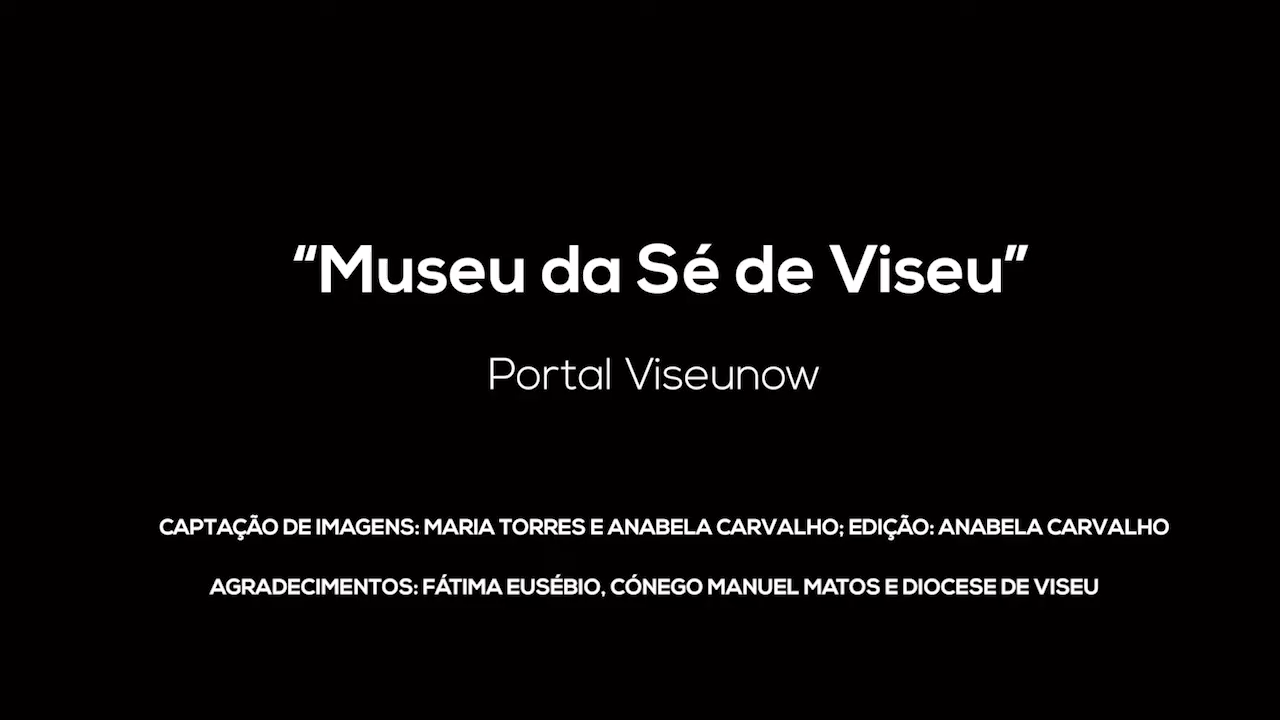 “Museu da Sé de Viseu”
Portal Viseunow
CAPTAÇÃO DE IMAGENS: MARIA TORRES E ANABELA CARVALHO; EDIÇÃO: ANABELA CARVALHO
AGRADECIMENTOS: FÁTIMA EUSÉBIO, CÓNEGO MANUEL MATOS E DIOCESE DE VISEU